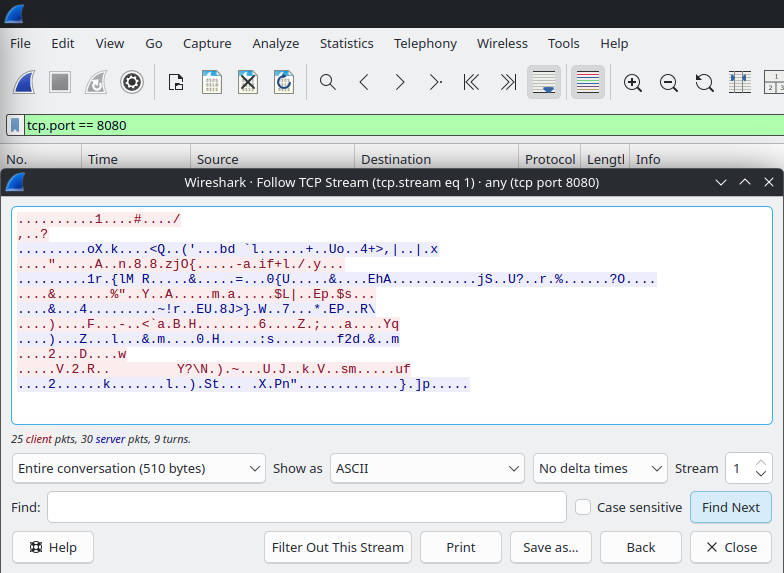 File Edit View Go Capture Analyze Statistics Telephony Wireless Tools Help
tcp.port == 8080
No. Time Source Destination Protocol Lengtl Info
Wireshark · Follow TCP Stream (tcp.stream eq 1) · any (tcp port 8080)
..........1....#..../
,..?
.........oX.k....<Q..('...bd `l......+..Uo..4+>,|..|.x
....".....A..n.8.8.zjO{.....-a.if+l./.y...
.........1r.{lM R.....&.....=...0{U.....&....EhA...........jS..U?..r.%......?O....
....&.......%"..Y..A.....m.a.....$L|..Ep.$s...
....&...4.........~!r..EU.8J>}.W..7...*.EP..R\
....)....F...-..<`a.B.H........6....Z.;...a....Yq
....)...Z...l...&.m....0.H.....:s.......f2d.&..m
....2...D....w
.....V.2.R.. Y?\N.).~...U.J..k.V..sm.....uf
....2......k.......l..).St... .X.Pn".............}.]p.....
25 client pkts, 30 server pkts, 9 turns.
Entire conversation (510 bytes) Show as ASCII No delta times Stream 1
Find: Case sensitive Find Next
Help Filter Out This Stream Print Save as... Back Close